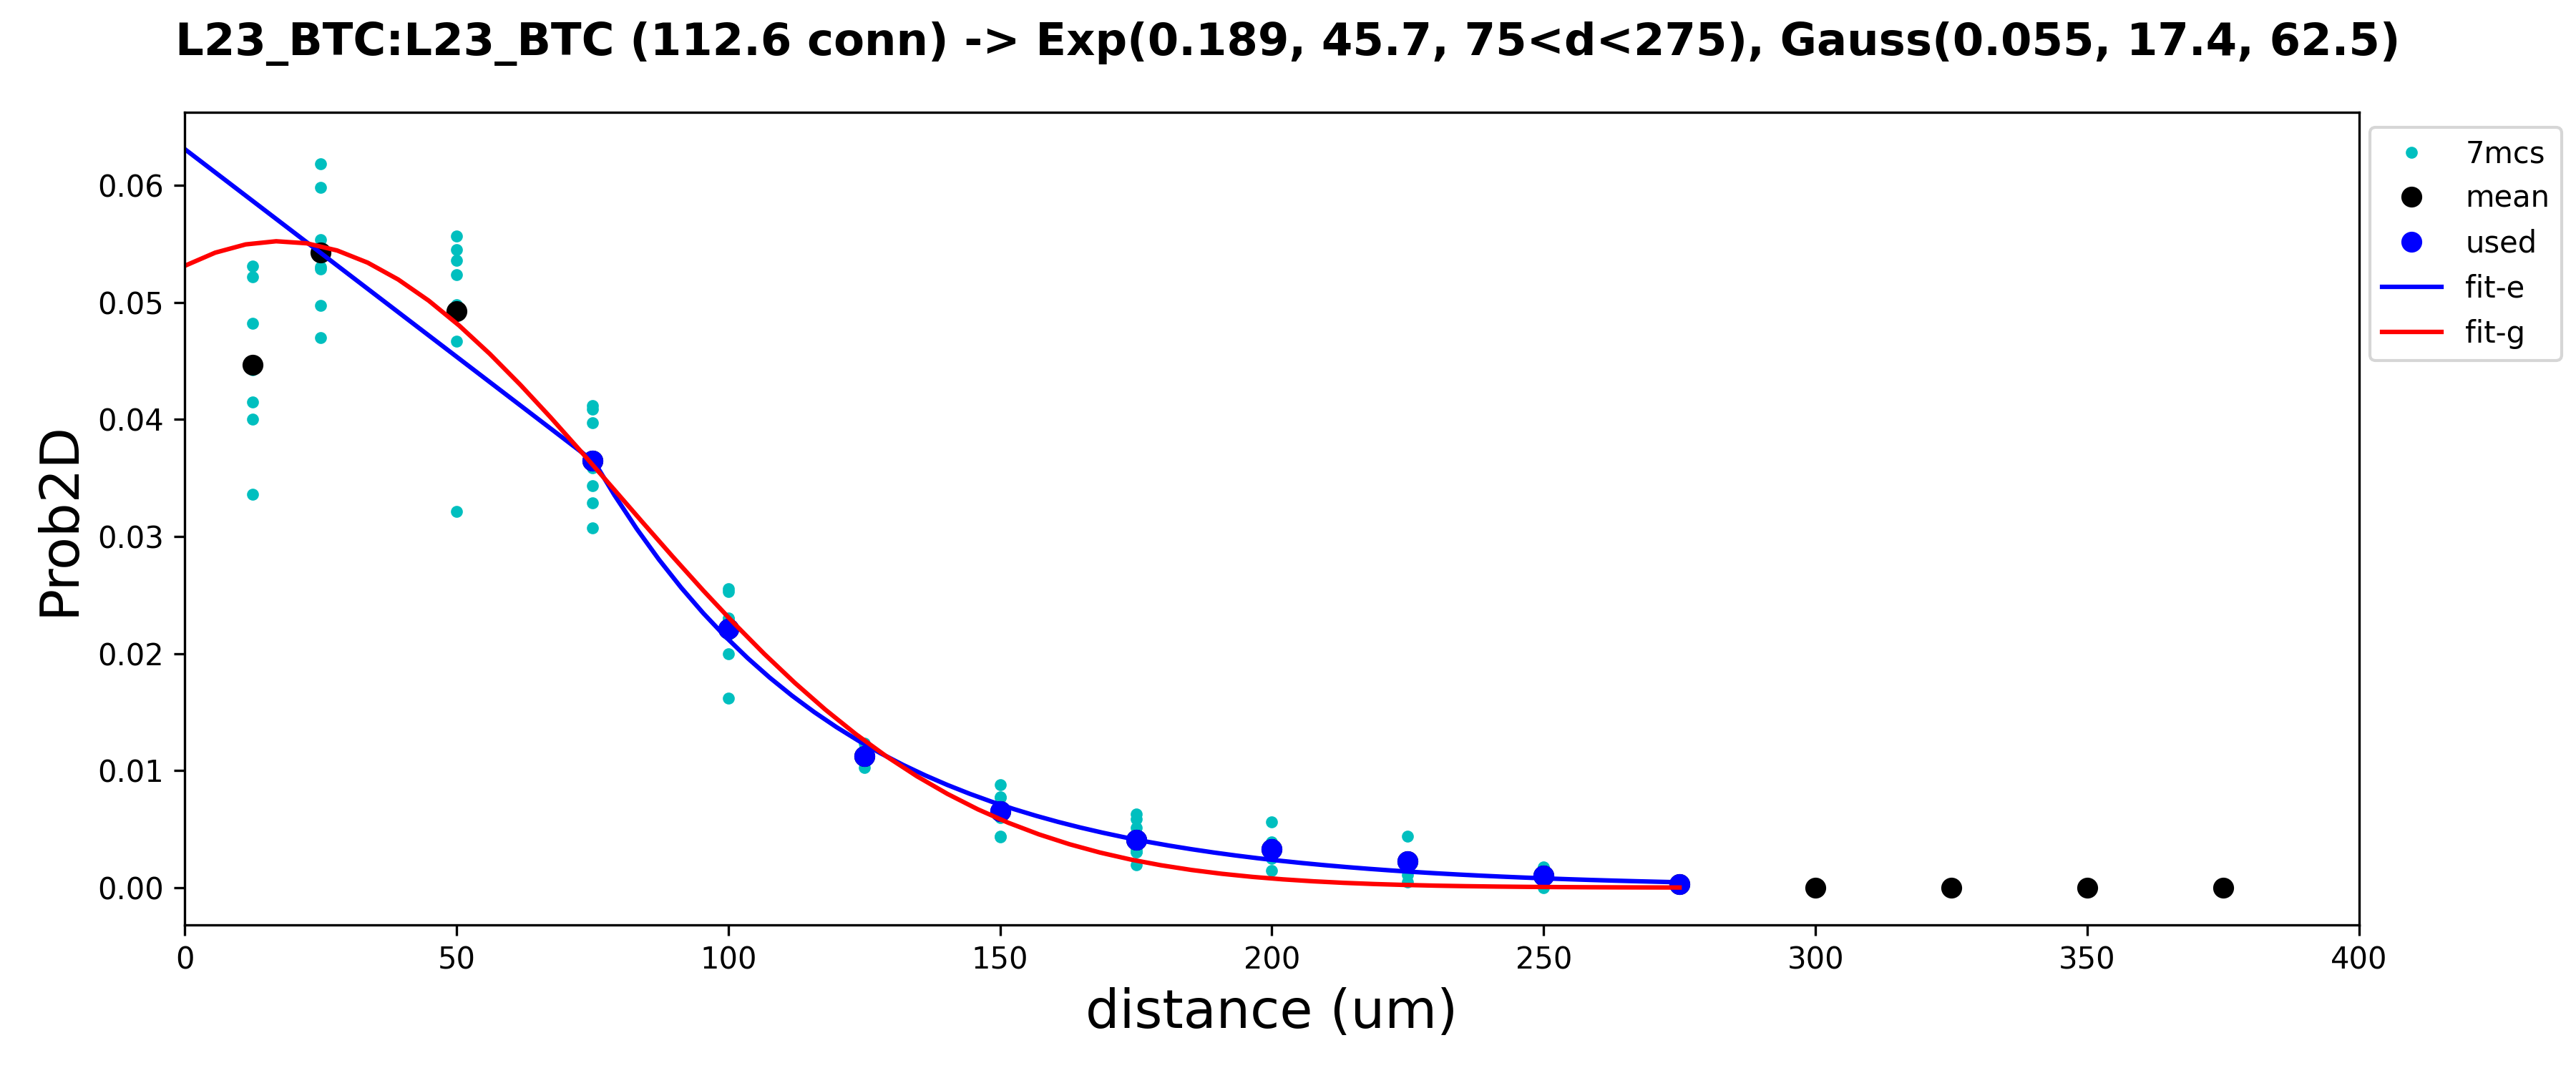 L23_BTC:L23_BTC (112.6 conn) -> Exp(0.189, 45.7, 75<d<275), Gauss(0.055, 17.4, 62.5)
7mcs
mean
used
fit-e
fit-g
0.06
0.05
0.04
0.03
0.02
0.01
0.00
Prob2D
0 50 100 150 200 250 300 350 400
distance (um)